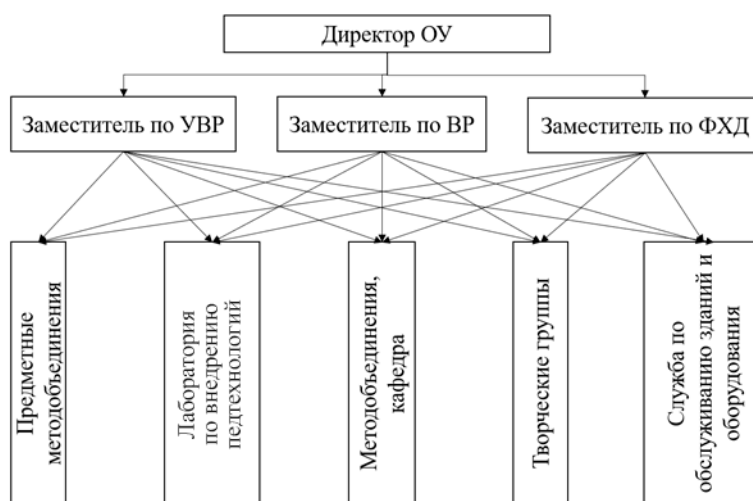 Директор ОУ
Заместитель по УВР
Заместитель по ВР
Заместитель по ФХД
Предметные
методобъединения
Лаборатория
по внедрению
педтехнологий
Методобъединения,
кафедра
Творческие группы
Служба по
обслуживанию зданий и
оборудования